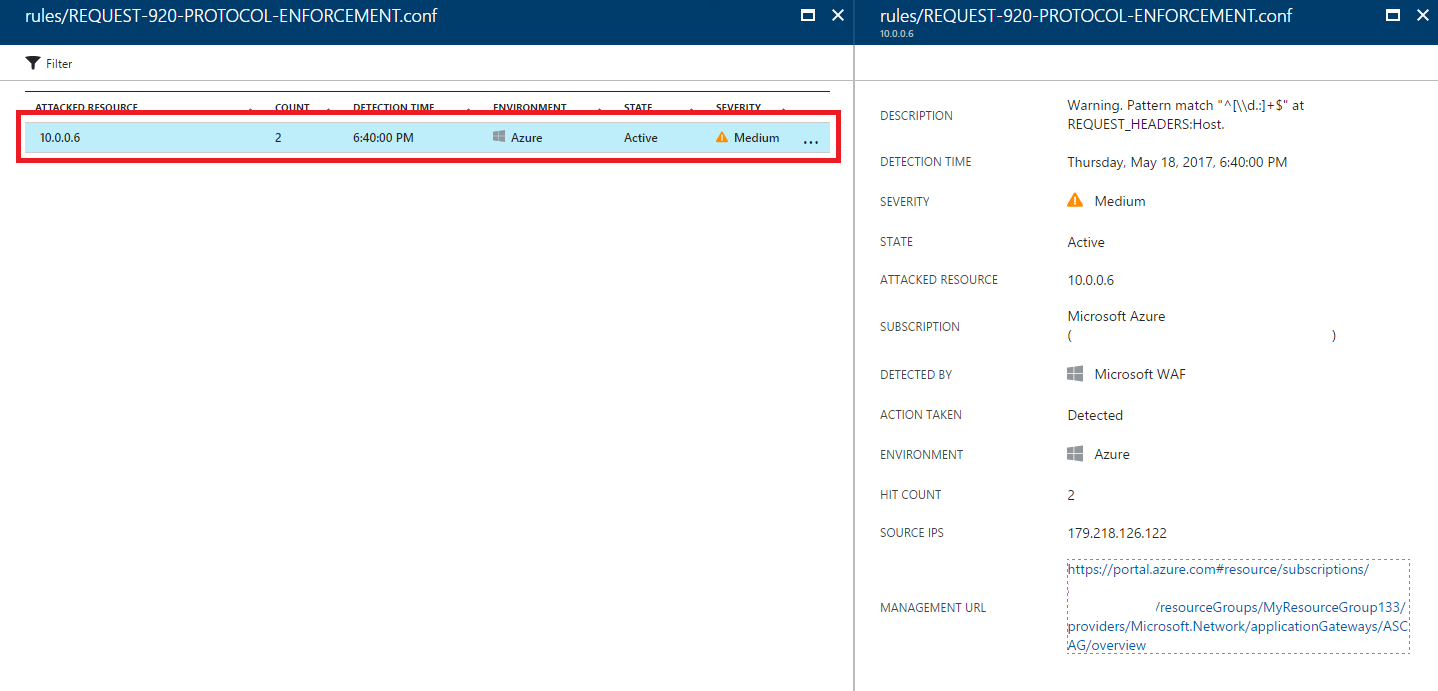 rules/REQUEST-920-PROTOCOL-ENFORCEMENT.conf
Filter
ATTACKED RESOURCE COUNT DETECTION TIME ENVIRONMENT STATE SEVERITY
10.0.0.6 2 6:40:00 PM Azure Active Medium ...
rules/REQUEST-920-PROTOCOL-ENFORCEMENT.conf
10.0.0.6
DESCRIPTION
Warning. Pattern match "^[\\d.:]+$" at
REQUEST_HEADERS:Host.
DETECTION TIME Thursday, May 18, 2017, 6:40:00 PM
SEVERITY Medium
STATE Active
ATTACKED RESOURCE 10.0.0.6
SUBSCRIPTION
Microsoft Azure
( )
DETECTED BY Microsoft WAF
ACTION TAKEN Detected
ENVIRONMENT Azure
HIT COUNT 2
SOURCE IPS 179.218.126.122
MANAGEMENT URL
https://portal.azure.com#resource/subscriptions/
/resourceGroups/MyResourceGroup133/
providers/Microsoft.Network/applicationGateways/ASC
AG/overview